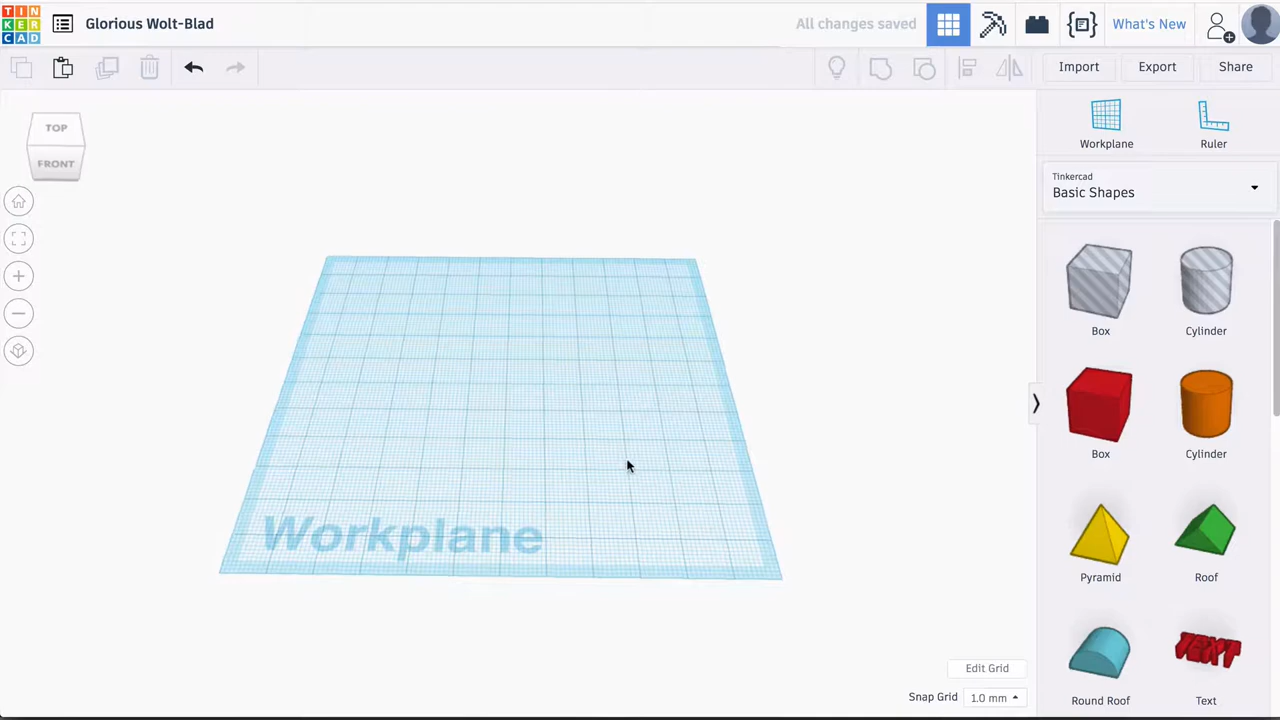 TIN
KER
CAD
Glorious Wolt-Blad
All changes saved
What's New
Import
Export
Share
TOP
FRONT
Workplane
Ruler
Tinkercad
Basic Shapes
Box
Cylinder
Box
Cylinder
Pyramid
Roof
TEXT
Round Roof
Text
Workplane
Edit Grid
Snap Grid
1.0 mm